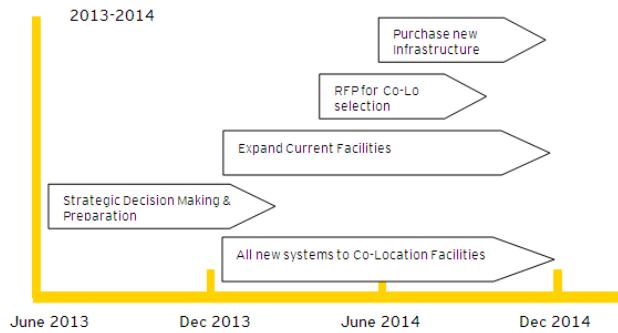 2013-2014
Purchase new
Infrastructure
RFP for Co-Lo
selection
Expand Current Facilities
Strategic Decision Making &
Preparation
All new systems to Co-Location Facilities
June 2013
Dec 2013
June 2014
Dec 2014